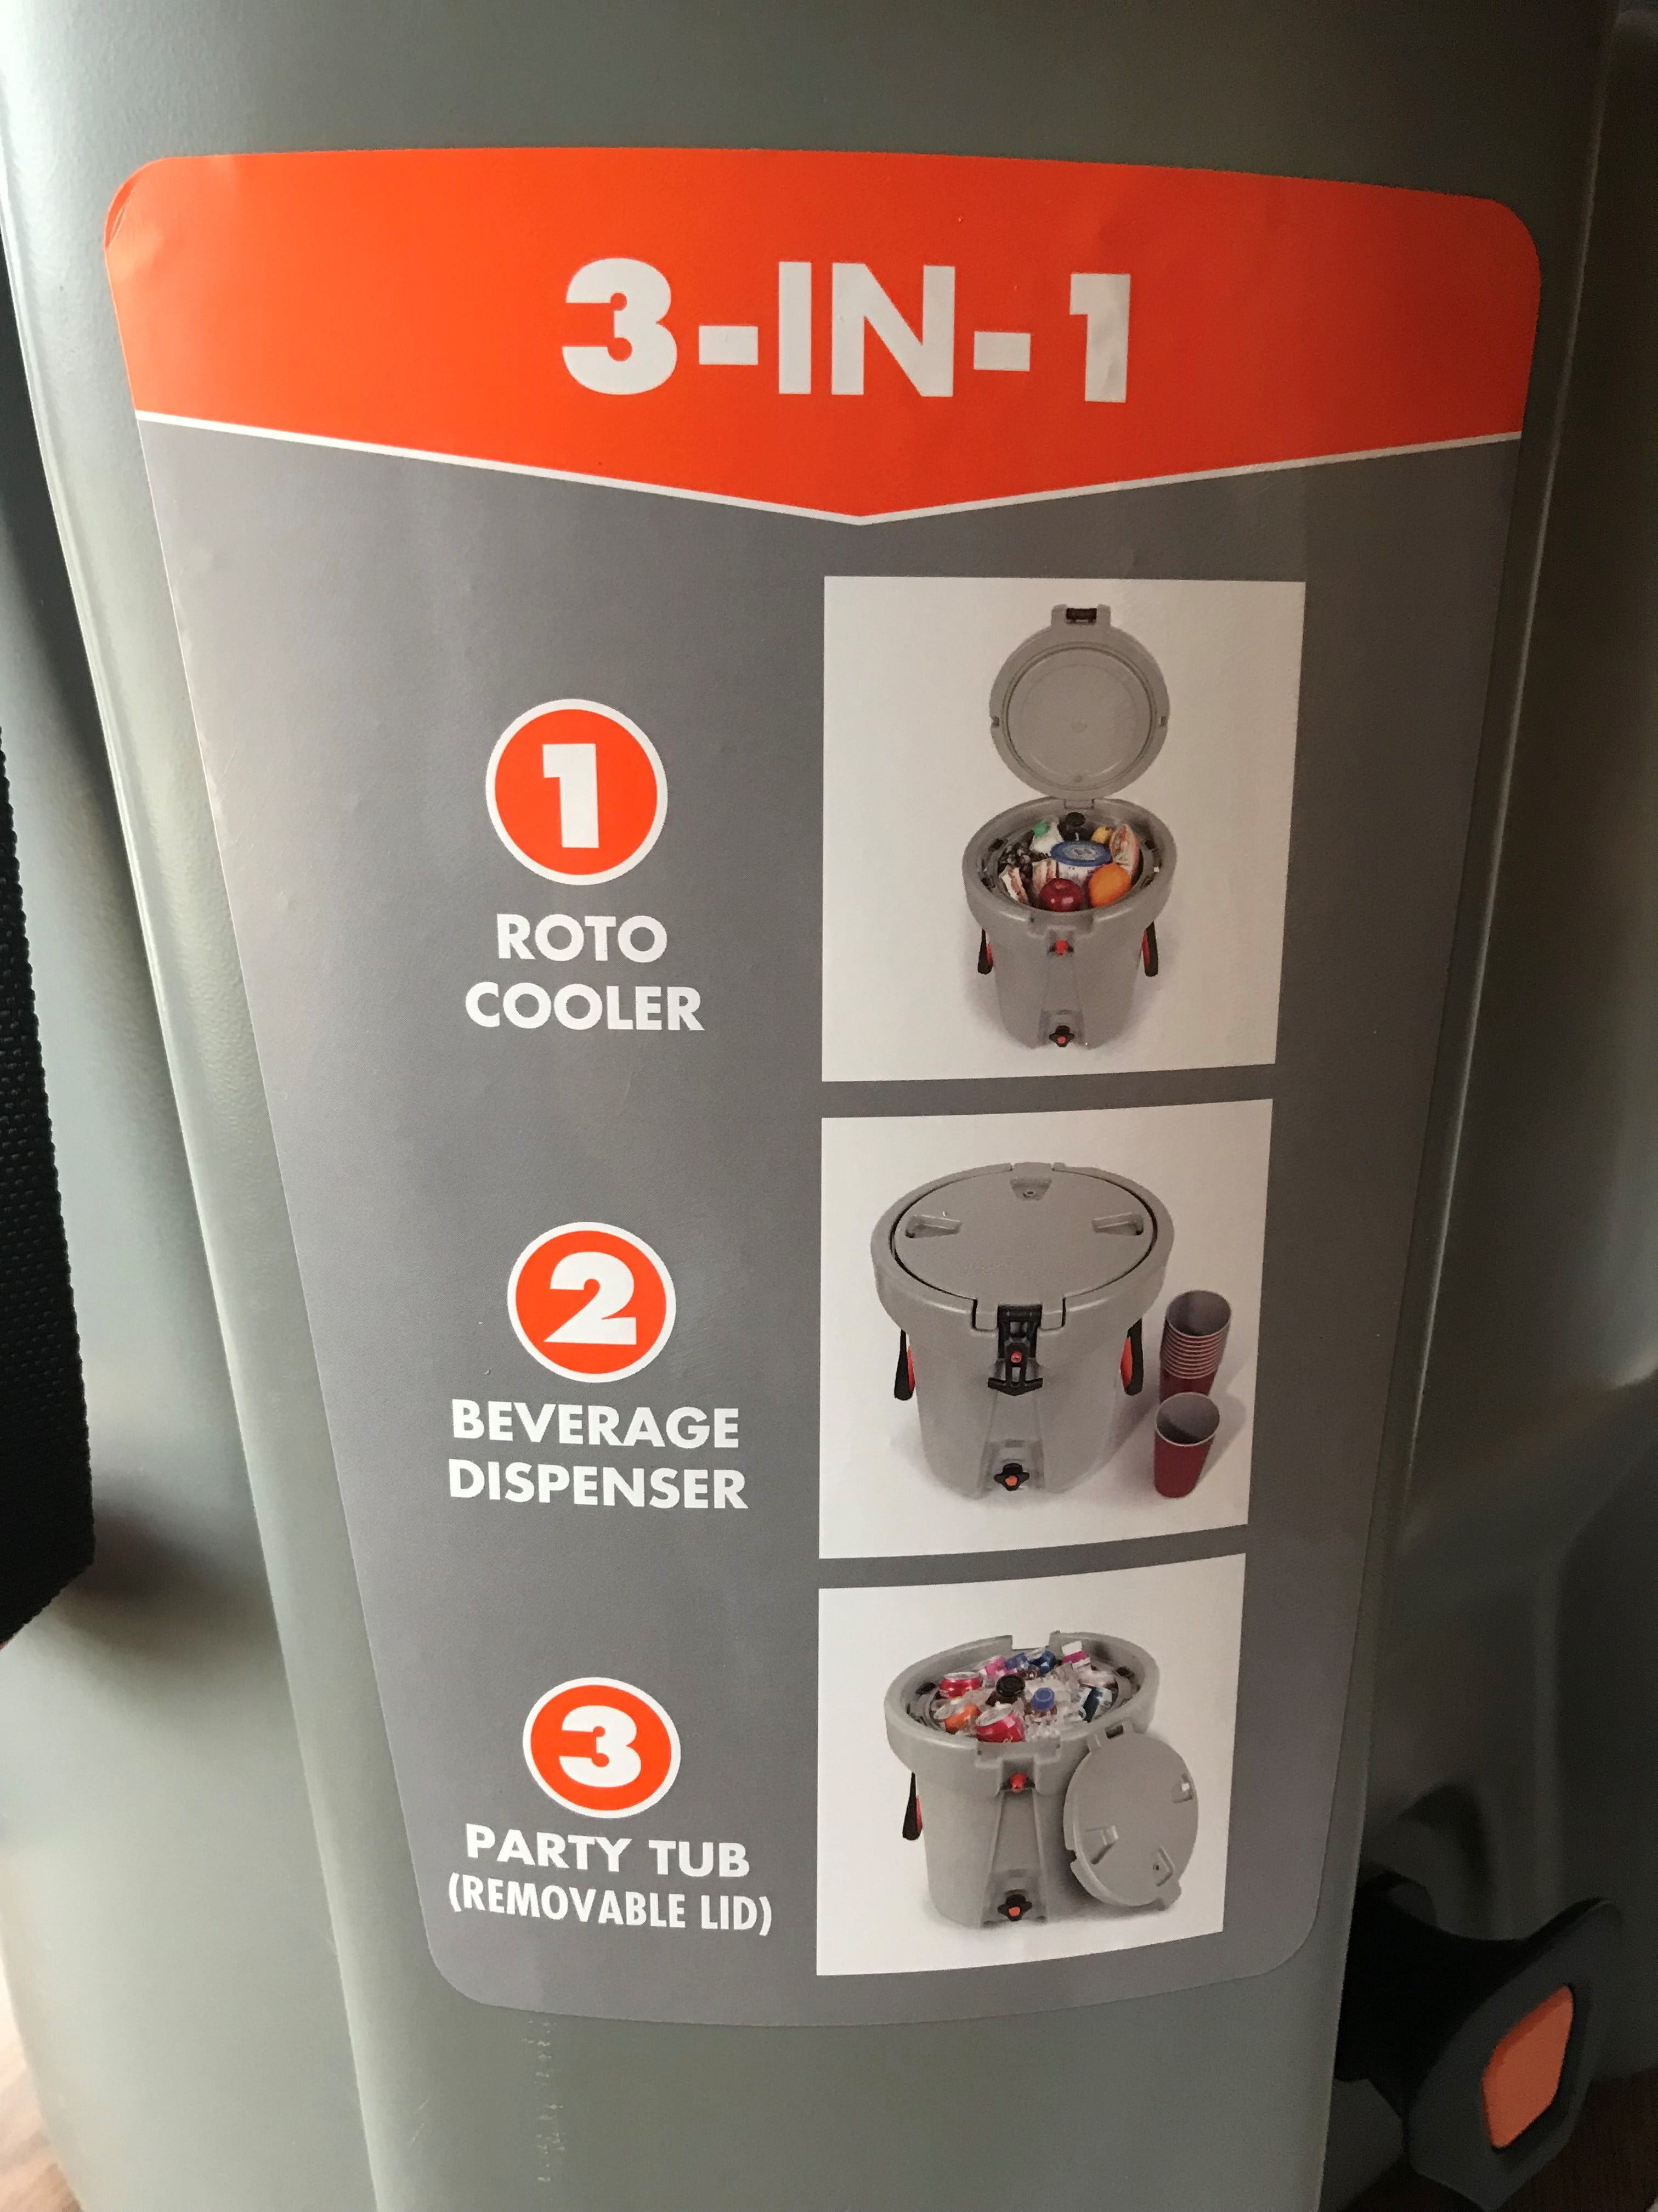 3-IN-1
1
ROTO
COOLER
2
BEVERAGE
DISPENSER
3
PARTY TUB
(REMOVABLE LID)